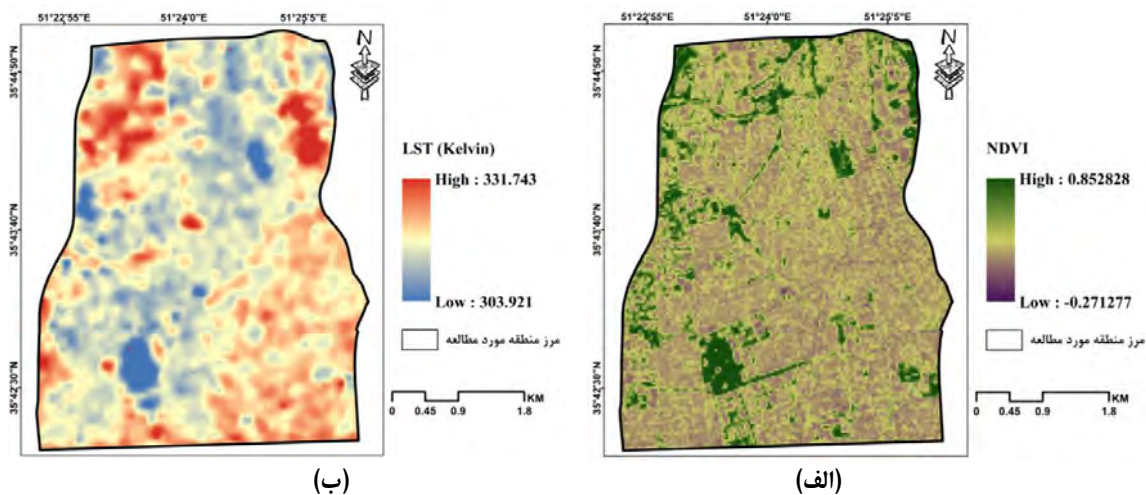 51°22'55"E 51°24'0"E 51°25'5"E
35°44'50"N
35°43'40"N
35°42'30"N
N
LST (Kelvin)
High : 331.743
Low : 303.921
مرز منطقه مورد مطالعه
KM
0 0.45 0.9 1.8
(ب)
51°22'55"E 51°24'0"E 51°25'5"E
35°44'50"N
35°43'40"N
35°42'30"N
N
NDVI
High : 0.852828
Low : -0.271277
مرز منطقه مورد مطالعه
KM
0 0.45 0.9 1.8
(الف)